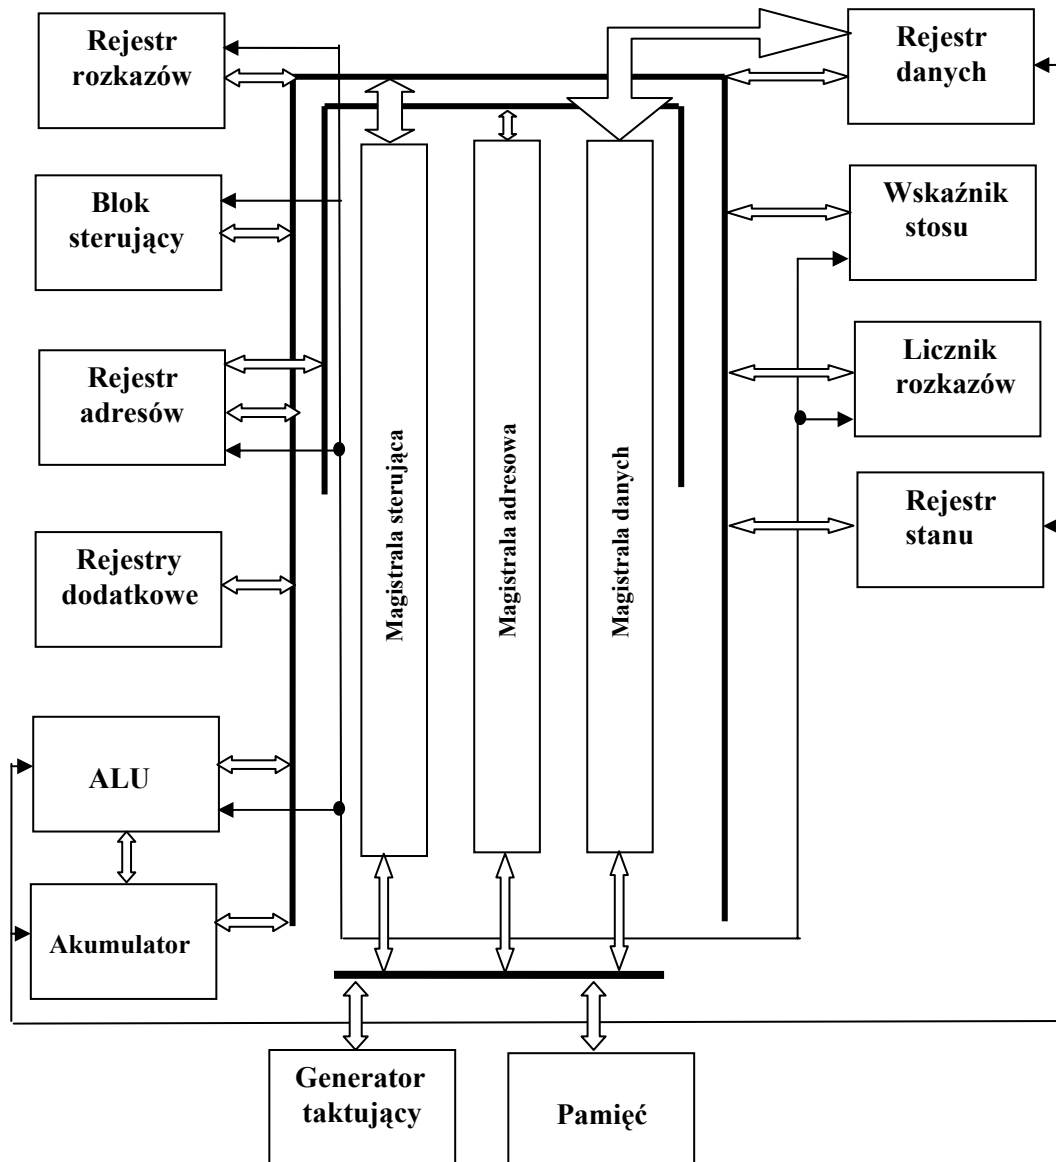 Rejestr
rozkazów
Blok
sterujący
Rejestr
adresów
Rejestry
dodatkowe
ALU
Akumulator
Magistrala sterująca
Magistrala adresowa
Magistrala danych
Rejestr
danych
Wskaźnik
stosu
Licznik
rozkazów
Rejestr
stanu
Generator
taktujący
Pamięć